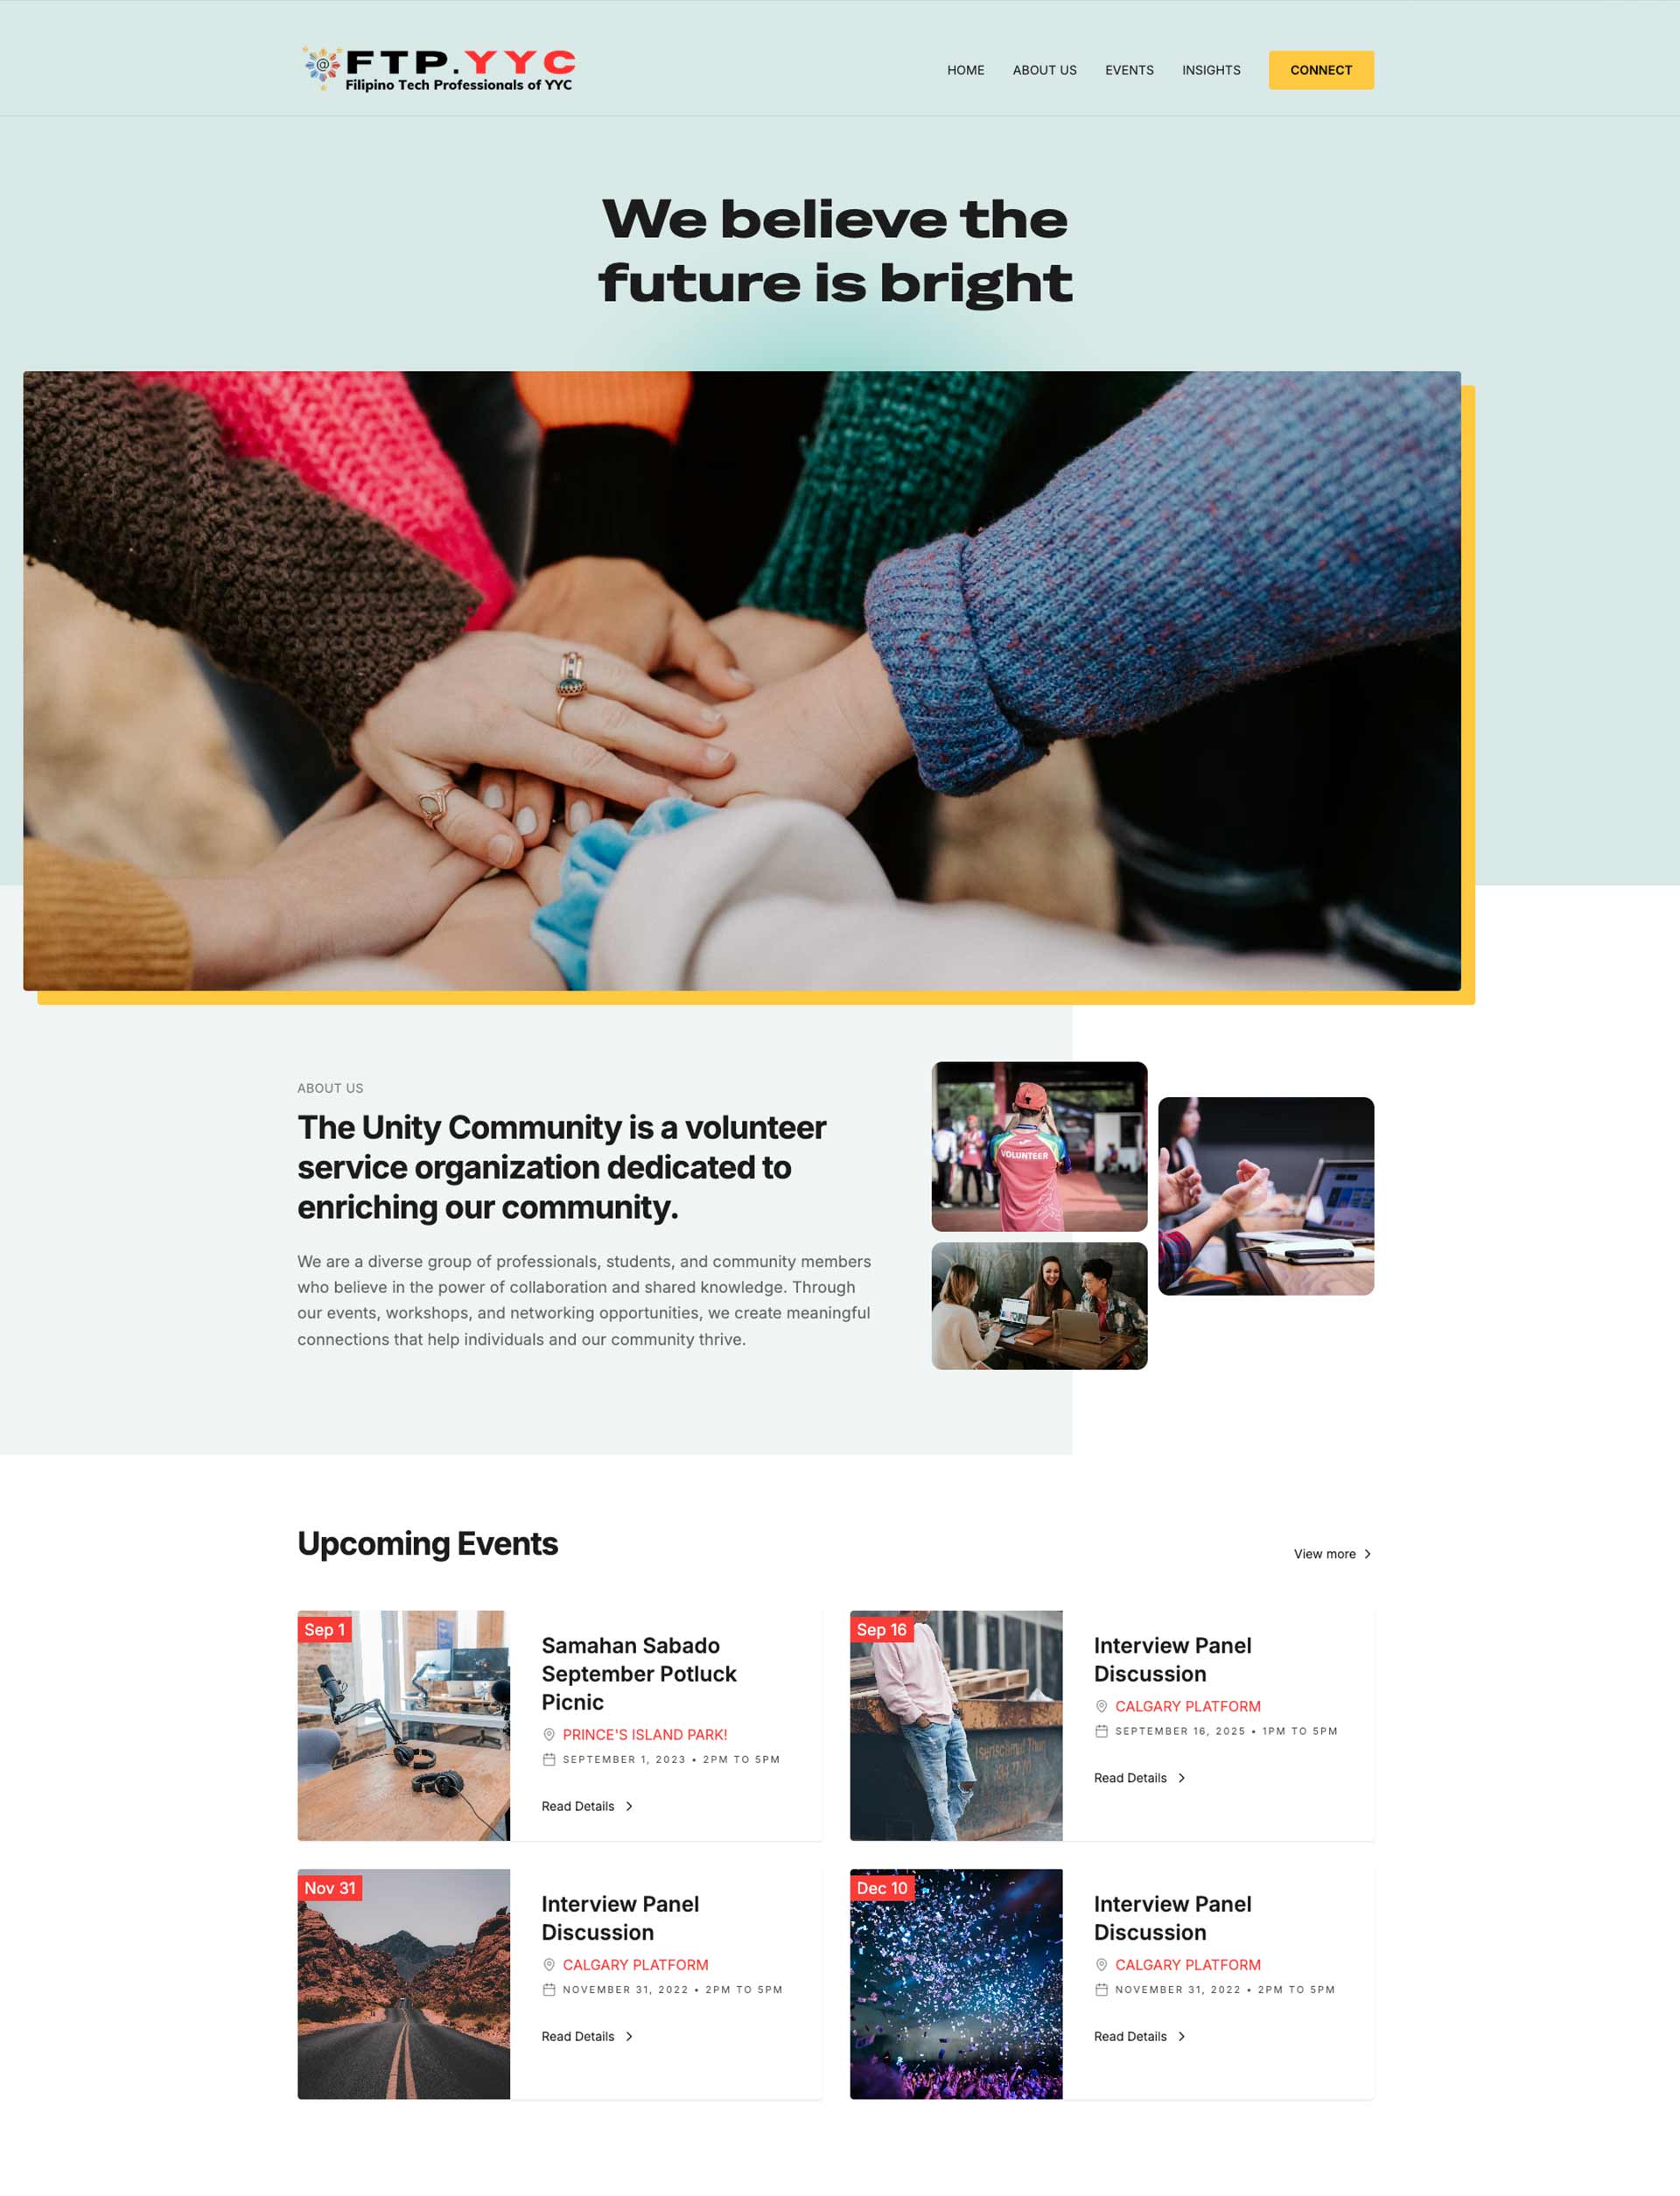 @FTP.YYC
Filipino Tech Professionals of YYC
HOME
ABOUT US
EVENTS
INSIGHTS
CONNECT
We believe the
future is bright
ABOUT US
The Unity Community is a volunteer
service organization dedicated to
enriching our community.
We are a diverse group of professionals, students, and community members
who believe in the power of collaboration and shared knowledge. Through
our events, workshops, and networking opportunities, we create meaningful
connections that help individuals and our community thrive.
VOLUNTEER
Upcoming Events
View more
Sep 1
Samahan Sabado
September Potluck
Picnic
PRINCE'S ISLAND PARK!
SEPTEMBER 1, 2023 • 2PM TO 5PM
Read Details
Sep 16
Interview Panel
Discussion
CALGARY PLATFORM
SEPTEMBER 16, 2025 • 1PM TO 5PM
Read Details
Nov 31
Interview Panel
Discussion
CALGARY PLATFORM
NOVEMBER 31, 2022 • 2PM TO 5PM
Read Details
Dec 10
Interview Panel
Discussion
CALGARY PLATFORM
NOVEMBER 31, 2022 • 2PM TO 5PM
Read Details